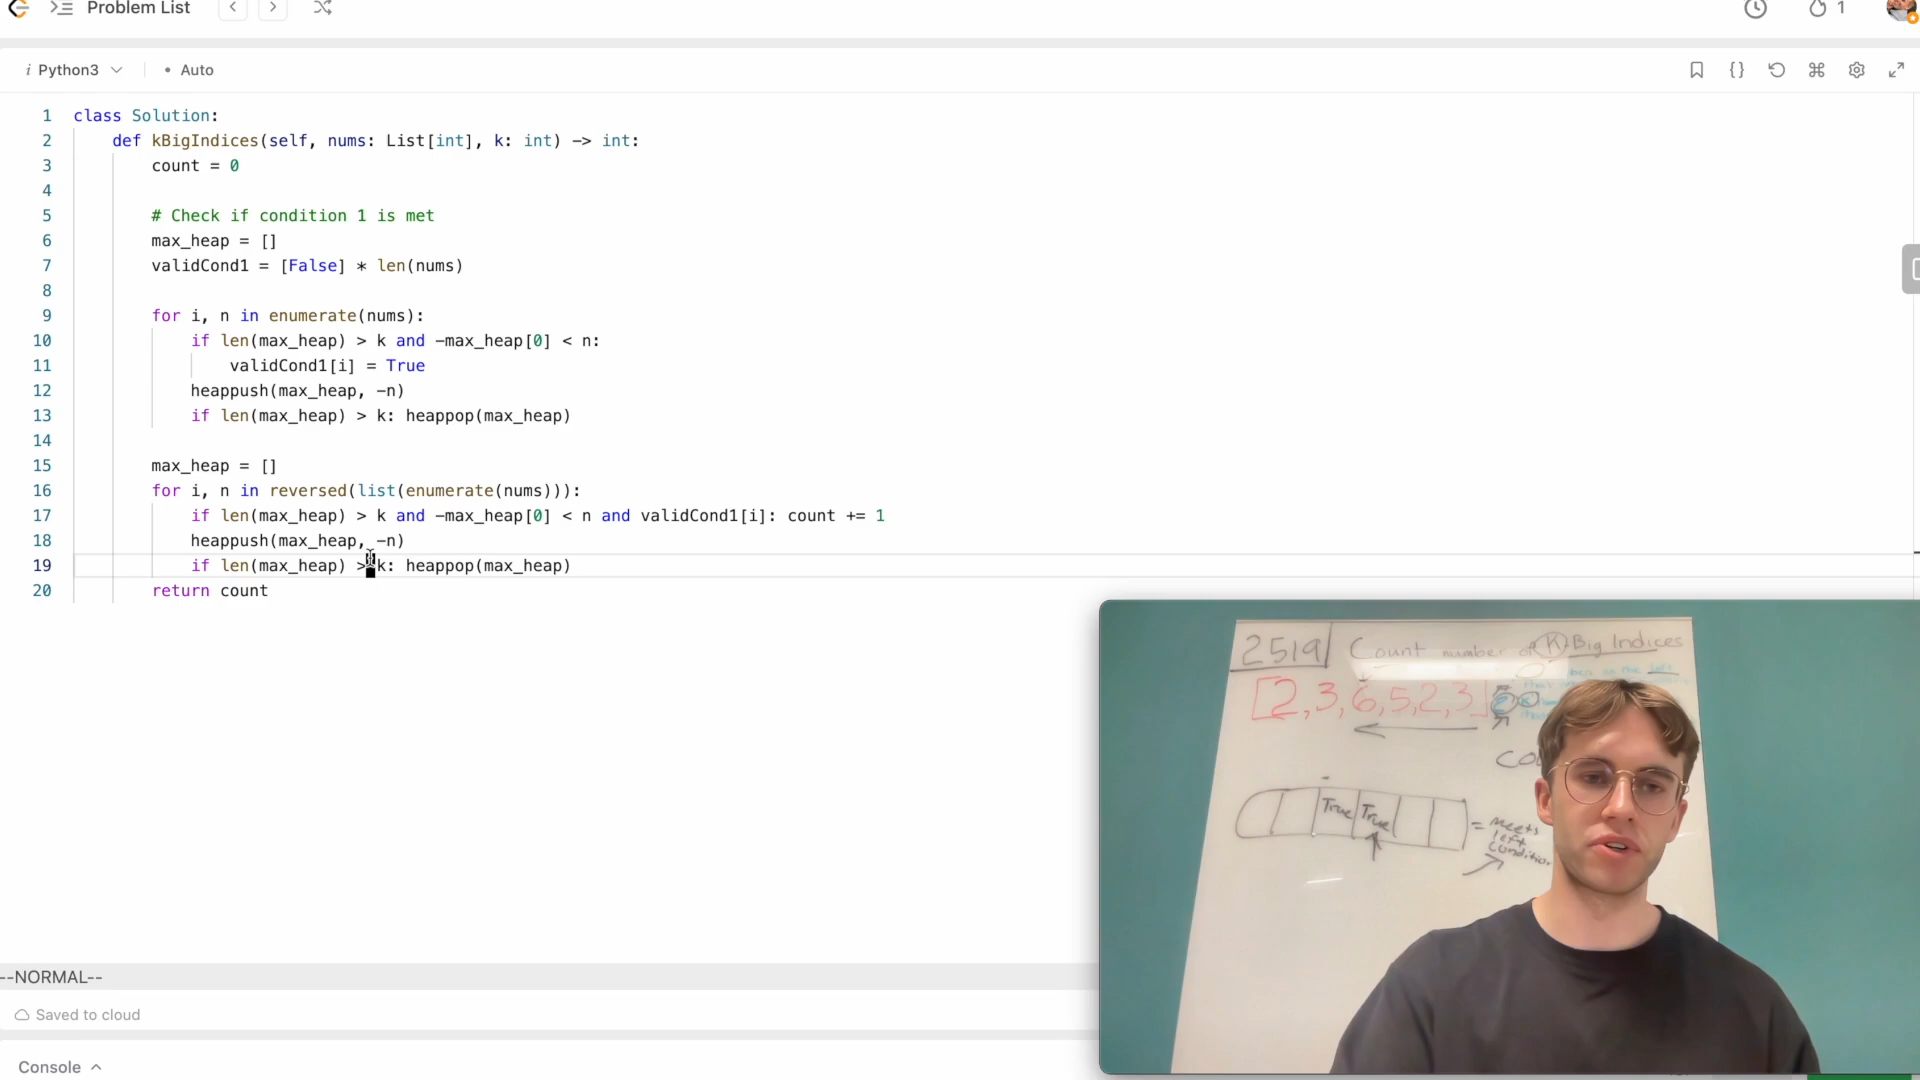 Problem List
1
Python3
• Auto
1 class Solution:
2 def kBigIndices(self, nums: List[int], k: int) -> int:
3 count = 0
4
5 # Check if condition 1 is met
6 max_heap = []
7 validCond1 = [False] * len(nums)
8
9 for i, n in enumerate(nums):
10 if len(max_heap) > k and -max_heap[0] < n:
11 validCond1[i] = True
12 heappush(max_heap, -n)
13 if len(max_heap) > k: heappop(max_heap)
14
15 max_heap = []
16 for i, n in reversed(list(enumerate(nums))):
17 if len(max_heap) > k and -max_heap[0] < n and validCond1[i]: count += 1
18 heappush(max_heap, -n)
19 if len(max_heap) > k: heappop(max_heap)
20 return count
2519 Count number of K Big Indices
[2,3,6,5,2,3]
True True
= meets
left
condition
--NORMAL--
Saved to cloud
Console